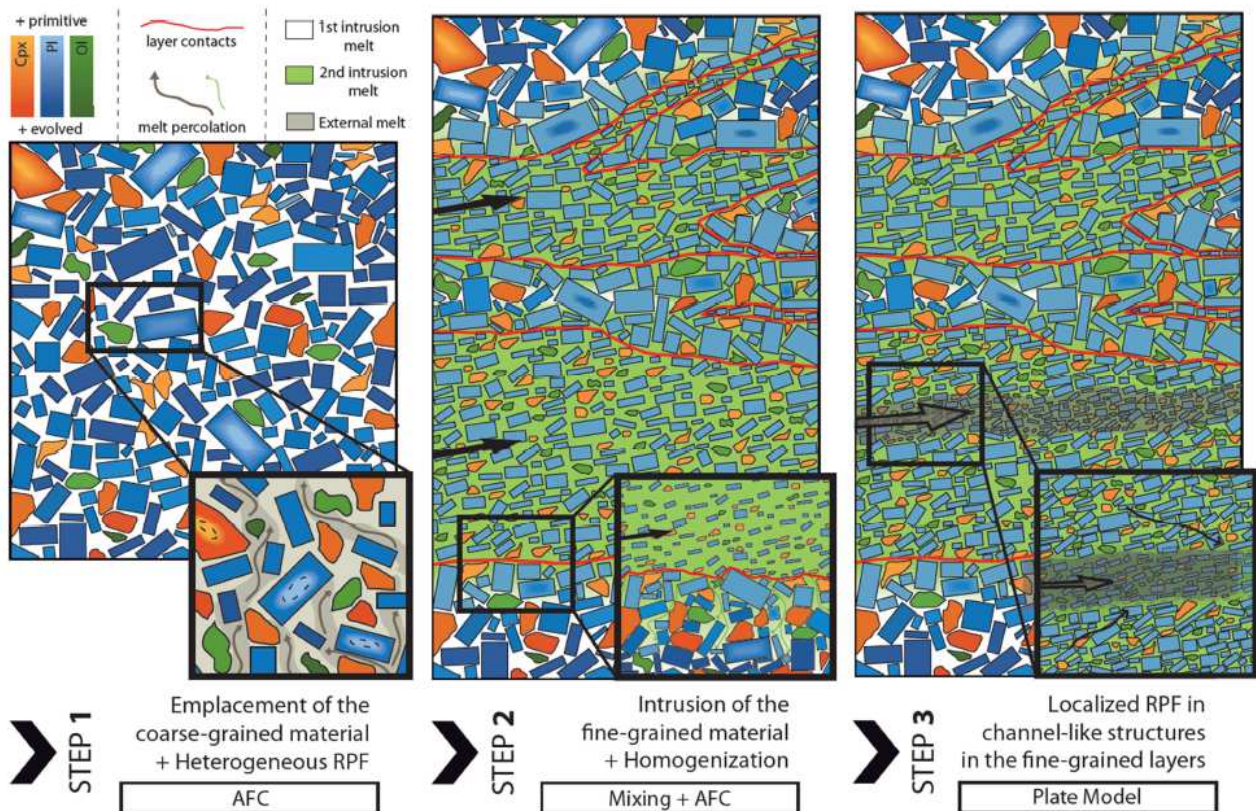 + primitive
Cpx
Pl
Ol
+ evolved
layer contacts
melt percolation
1st intrusion
melt
2nd intrusion
melt
External melt
STEP 1
Emplacement of the
coarse-grained material
+ Heterogeneous RPF
AFC
STEP 2
Intrusion of the
fine-grained material
+ Homogenization
Mixing + AFC
STEP 3
Localized RPF in
channel-like structures
in the fine-grained layers
Plate Model